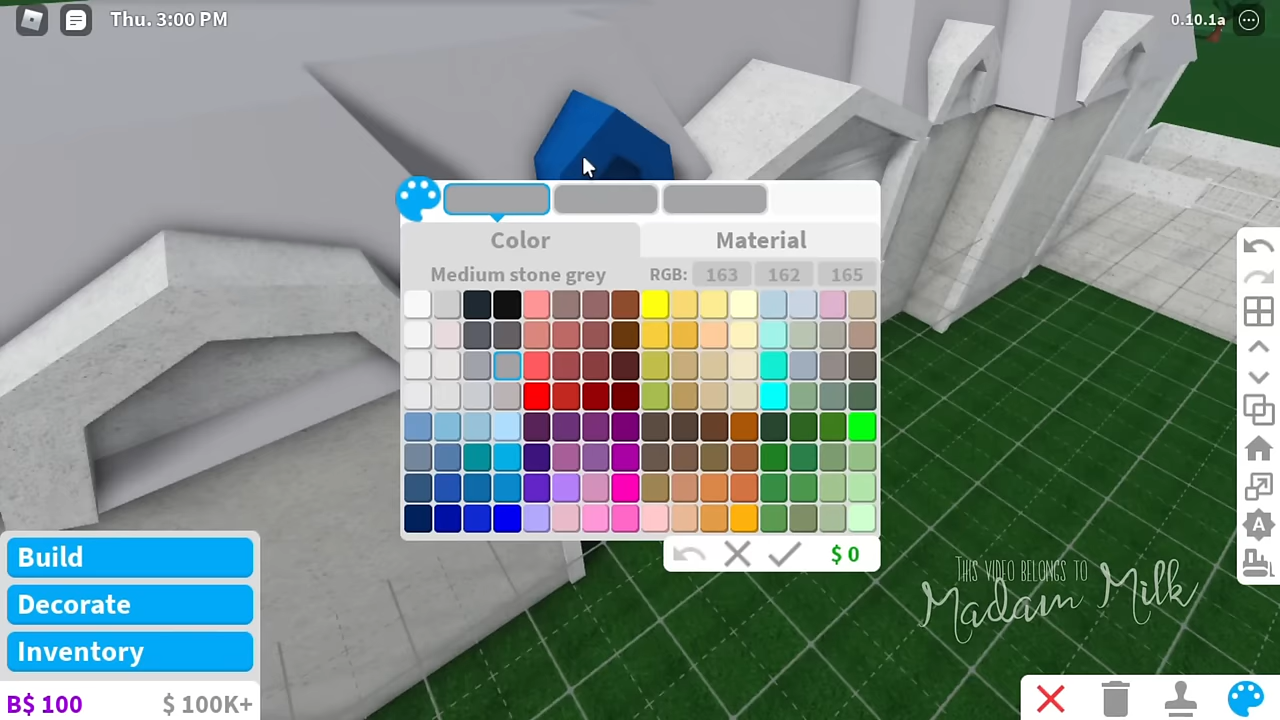 Thu. 3:00 PM
0.10.1a
Color
Material
Medium stone grey
RGB: 163 162 165
$ 0
Build
Decorate
Inventory
B$ 100
$ 100K+
THIS VIDEO BELONGS TO
Madam Milk
A